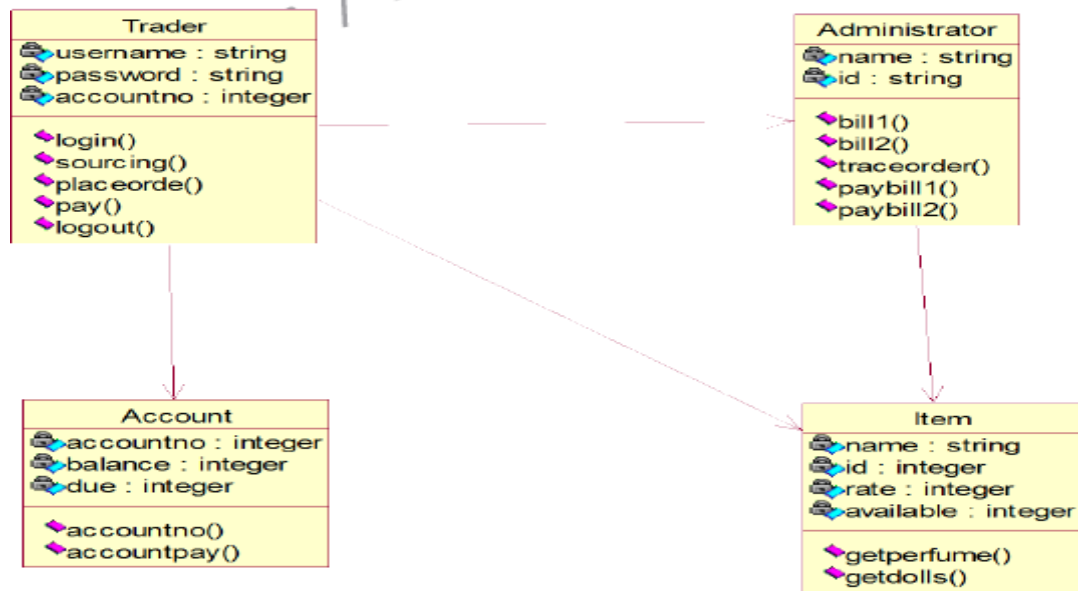 Trader
username : string
password : string
accountno : integer
login()
sourcing()
placeorde()
pay()
logout()
Administrator
name : string
id : string
bill1()
bill2()
traceorder()
paybill1()
paybill2()
Account
accountno : integer
balance : integer
due : integer
accountno()
accountpay()
Item
name : string
id : integer
rate : integer
available : integer
getperfume()
getdolls()